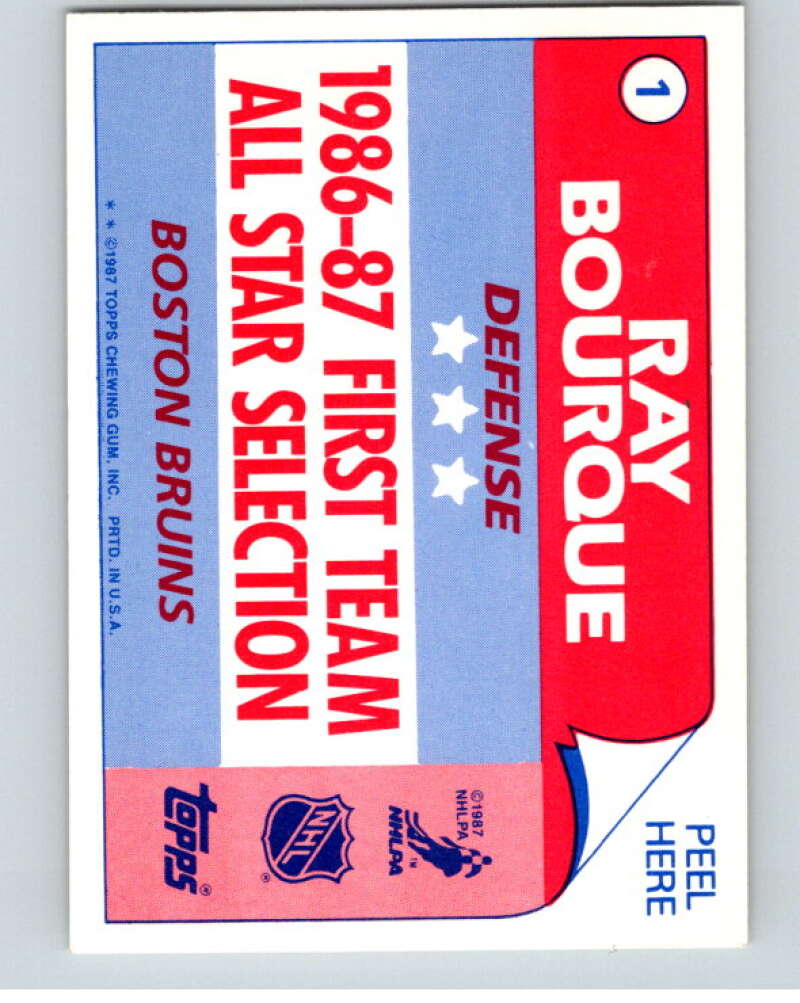 1
RAY
BOURQUE
DEFENSE
1986-87 FIRST TEAM
ALL STAR SELECTION
BOSTON BRUINS
* * ©1987 TOPPS CHEWING GUM, INC. PRTD. IN U.S.A.
PEEL
HERE
©1987
NHLPA
NHLPA™
NHL®
topps®